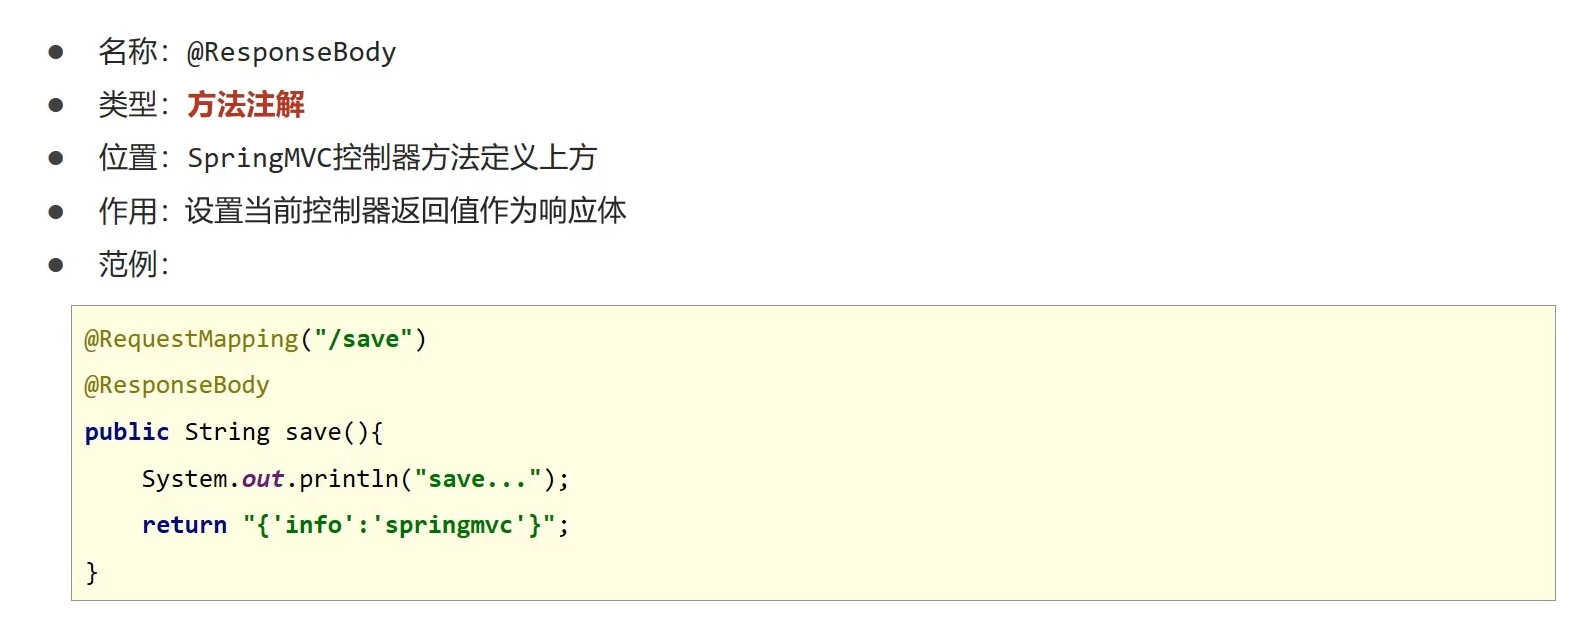 ● 名称：@ResponseBody
● 类型：方法注解
● 位置：SpringMVC控制器方法定义上方
● 作用：设置当前控制器返回值作为响应体
● 范例：
@RequestMapping("/save")
@ResponseBody
public String save(){
    System.out.println("save...");
    return "{'info':'springmvc'}";
}